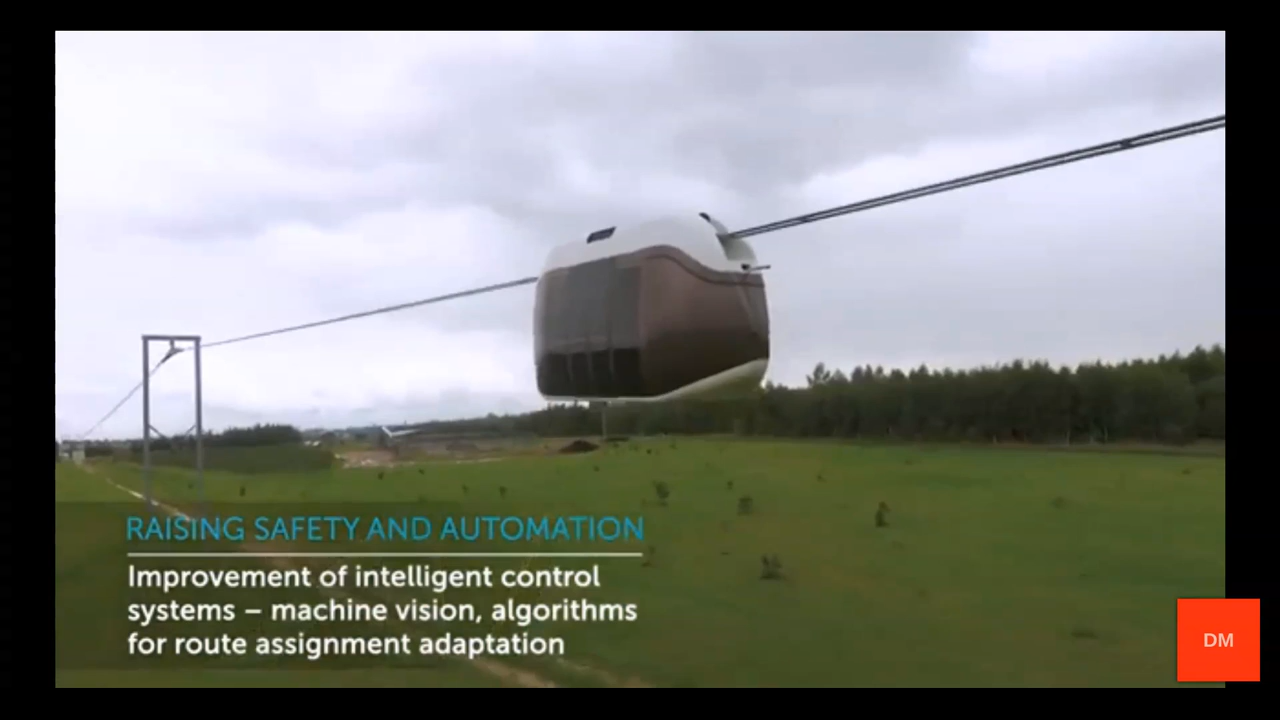 RAISING SAFETY AND AUTOMATION
Improvement of intelligent control
systems – machine vision, algorithms
for route assignment adaptation
DM